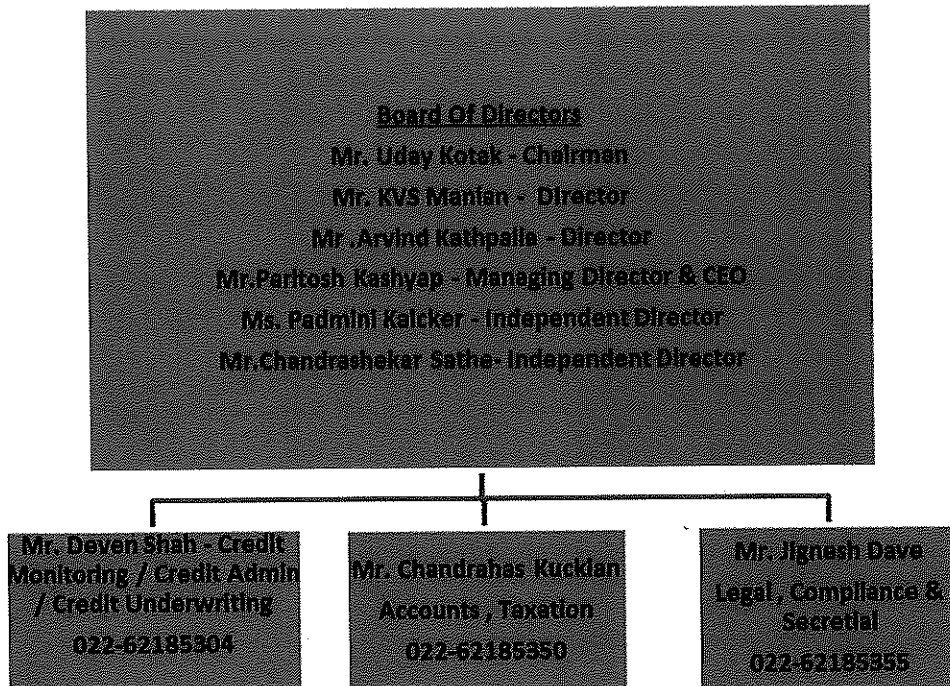 Board Of Directors
Mr. Uday Kotak - Chairman
Mr. KVS Manian - Director
Mr .Arvind Kathpalia - Director
Mr.Paritosh Kashyap - Managing Director & CEO
Ms. Padmini Kaicker - Independent Director
Mr.Chandrashekar Sathe- Independent Director
Mr. Deven Shah - Credit
Monitoring / Credit Admin
/ Credit Underwriting
022-62185304
Mr. Chandrahas Kuckian
Accounts , Taxation
022-62185350
Mr. Jignesh Dave
Legal , Compliance &
Secretial
022-62185355